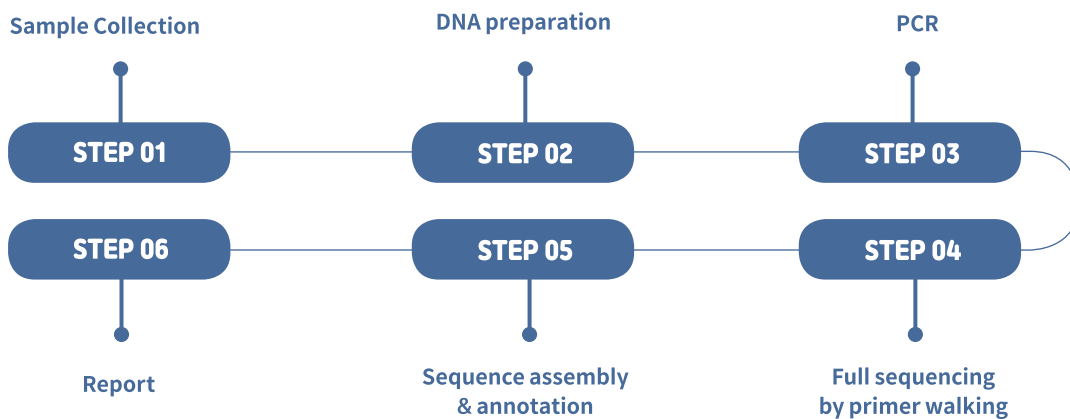 Sample Collection
DNA preparation
PCR
STEP 01
STEP 02
STEP 03
STEP 06
STEP 05
STEP 04
Report
Sequence assembly
& annotation
Full sequencing
by primer walking